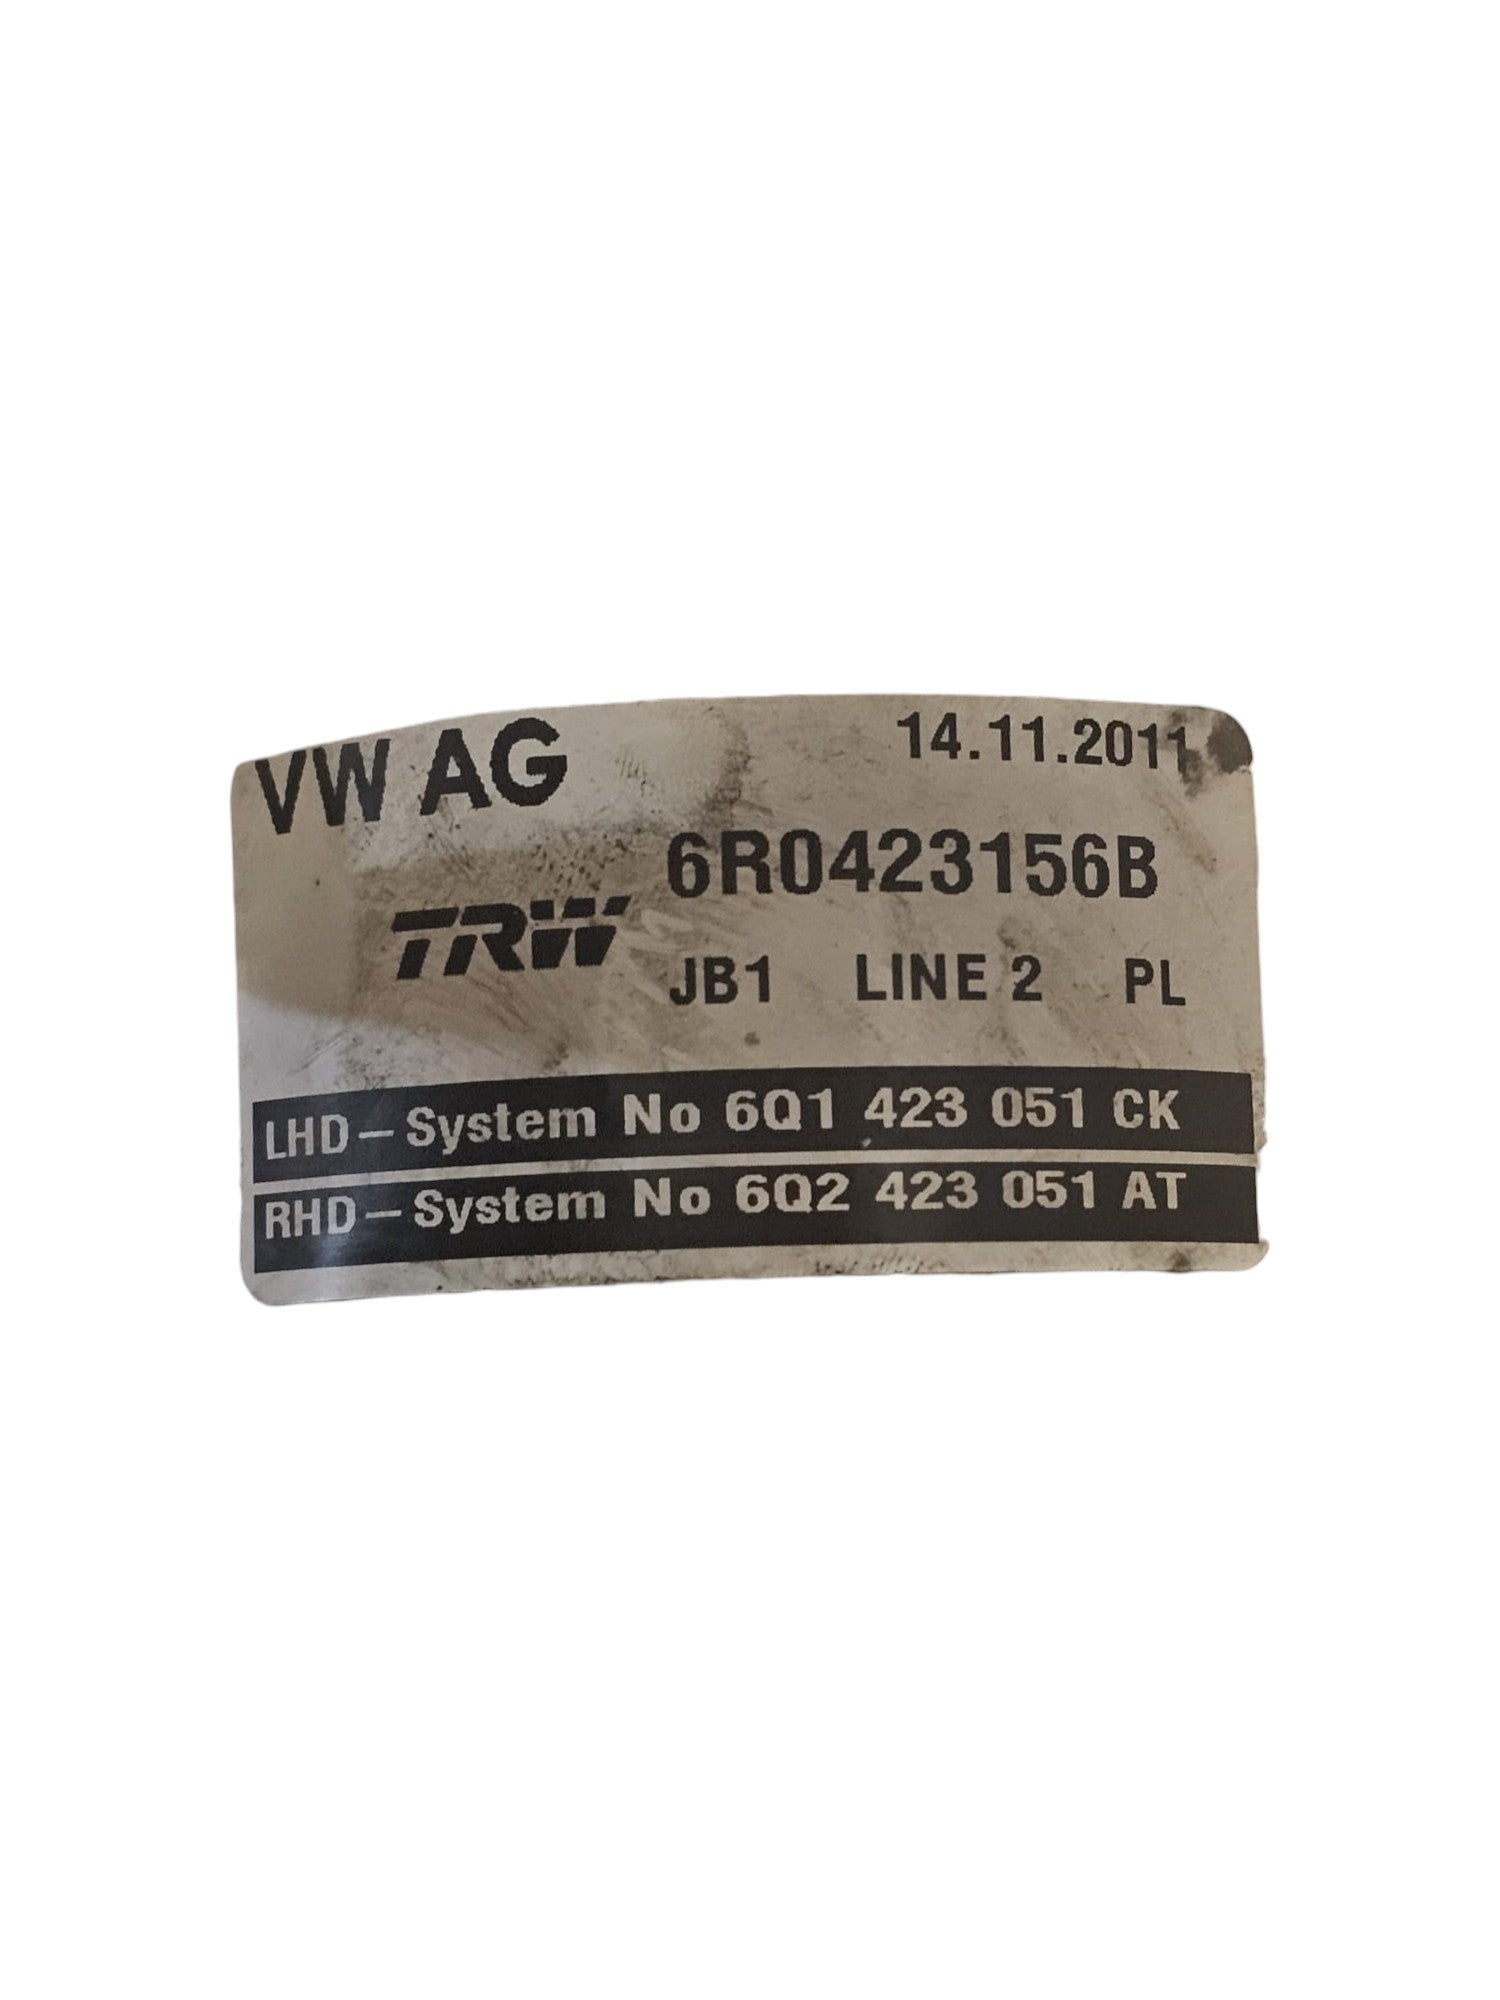 VW AG 14.11.2011
6R0423156B
TRW
JB1 LINE 2 PL
LHD – System No 6Q1 423 051 CK
RHD – System No 6Q2 423 051 AT